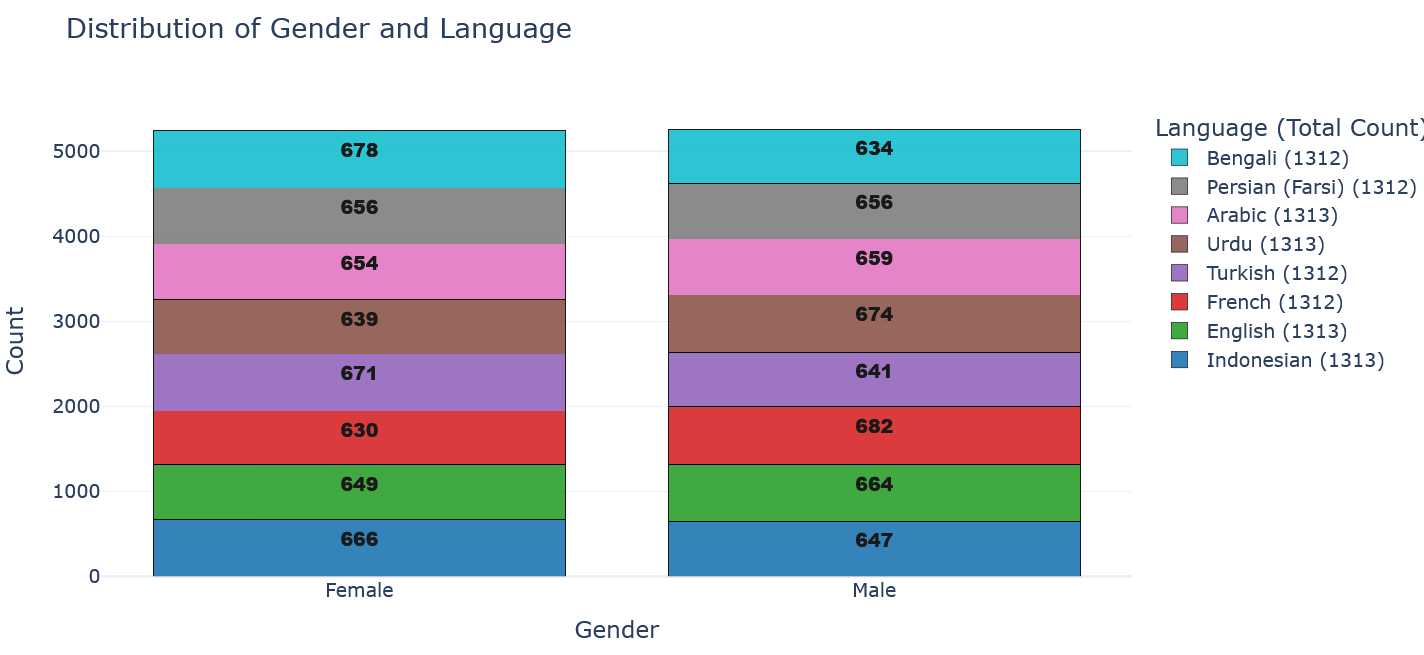 Distribution of Gender and Language
5000
4000
3000
2000
1000
0
Count
678
656
654
639
671
630
649
666
634
656
659
674
641
682
664
647
Female
Male
Gender
Language (Total Count)
Bengali (1312)
Persian (Farsi) (1312)
Arabic (1313)
Urdu (1313)
Turkish (1312)
French (1312)
English (1313)
Indonesian (1313)